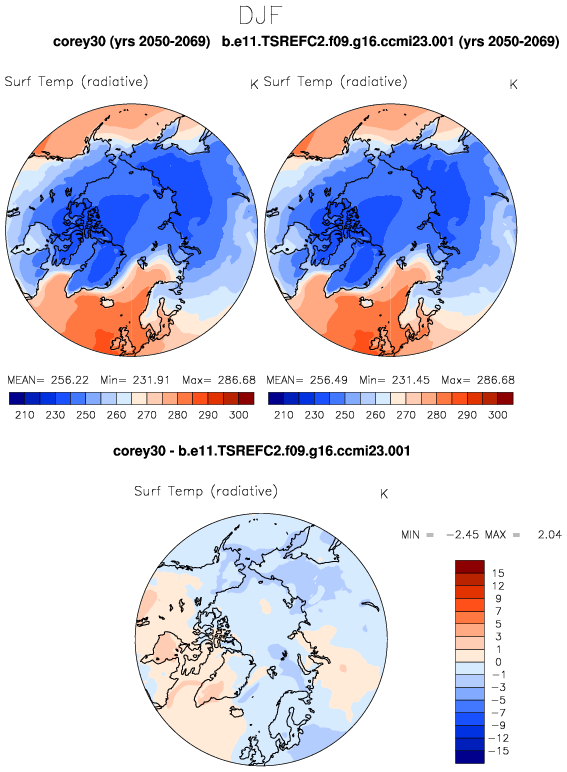 DJF
corey30 (yrs 2050-2069) b.e11.TSREFC2.f09.g16.ccmi23.001 (yrs 2050-2069)
Surf Temp (radiative) K Surf Temp (radiative) K
MEAN= 256.22 Min= 231.91 Max= 286.68 MEAN= 256.49 Min= 231.45 Max= 286.68
210 230 250 260 270 280 290 300 210 230 250 260 270 280 290 300
corey30 - b.e11.TSREFC2.f09.g16.ccmi23.001
Surf Temp (radiative) K
MIN = -2.45 MAX = 2.04
15
12
9
7
5
3
1
0
-1
-3
-5
-7
-9
-12
-15